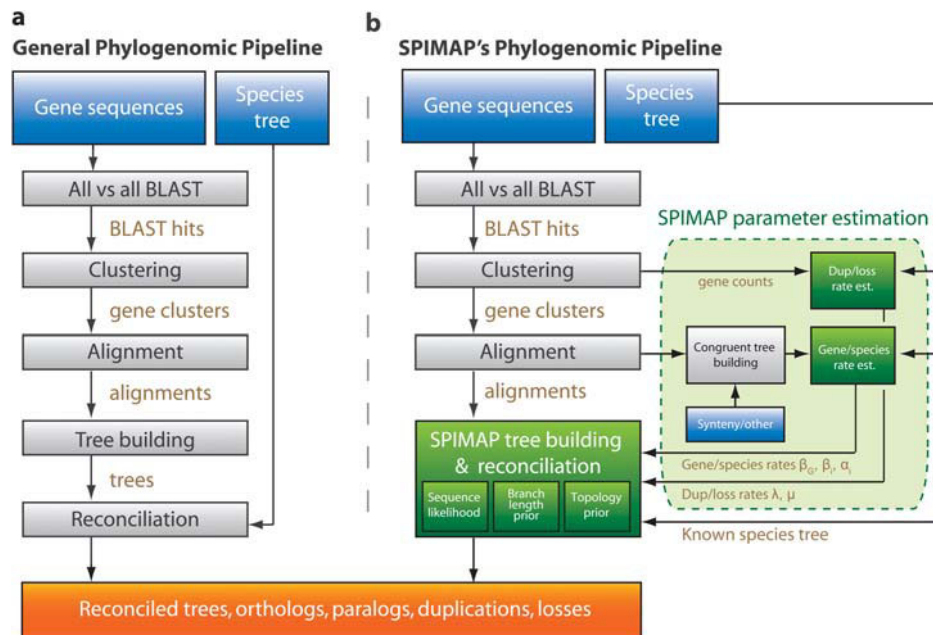 a
General Phylogenomic Pipeline
Gene sequences
Species
tree
All vs all BLAST
BLAST hits
Clustering
gene clusters
Alignment
alignments
Tree building
trees
Reconciliation
b
SPIMAP's Phylogenomic Pipeline
Gene sequences
Species
tree
All vs all BLAST
BLAST hits
Clustering
gene clusters
Alignment
alignments
SPIMAP tree building
& reconciliation
Sequence
likelihood
Branch
length
prior
Topology
prior
SPIMAP parameter estimation
gene counts
Dup/loss
rate est.
Congruent tree
building
Gene/species
rate est.
Synteny/other
Gene/species rates βG, βi, αi
Dup/loss rates λ, μ
Known species tree
Reconciled trees, orthologs, paralogs, duplications, losses